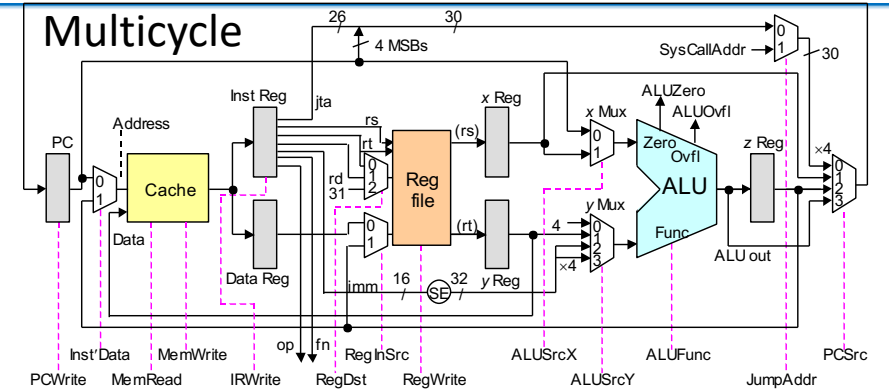 Multicycle
26
30
4 MSBs
SysCallAddr
0
1
30
Inst Reg
jta
rs
rt
rd
31
0
1
2
x Reg
(rs)
x Mux
0
1
ALUZero
ALUOvfl
Zero
Ovfl
ALU
Func
z Reg
×4
0
1
2
3
PC
Address
0
1
Cache
Data
Reg
file
(rt)
4
y Mux
0
1
2
3
×4
ALU out
Data Reg
0
1
y Reg
imm
16
SE
32
op
fn
Inst′Data
MemWrite
RegInSrc
ALUSrcX
ALUFunc
PCSrc
PCWrite
MemRead
IRWrite
RegDst
RegWrite
ALUSrcY
JumpAddr